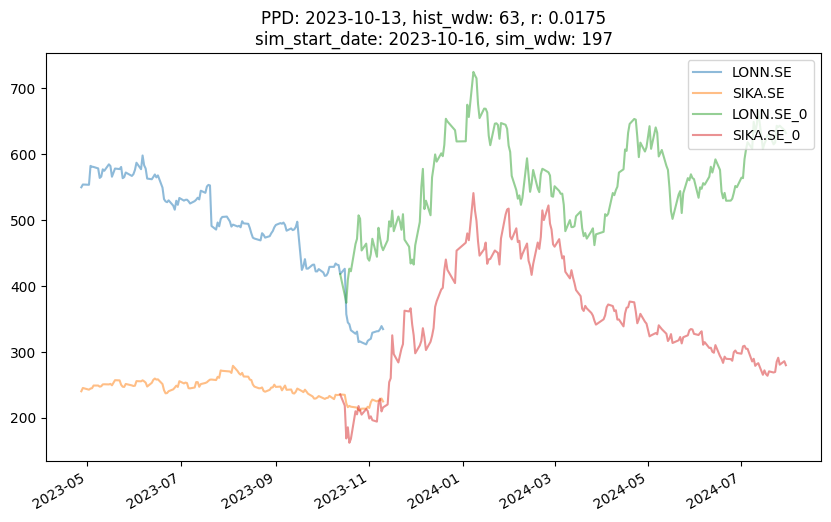 PPD: 2023-10-13, hist_wdw: 63, r: 0.0175
sim_start_date: 2023-10-16, sim_wdw: 197
LONN.SE
SIKA.SE
LONN.SE_0
SIKA.SE_0
700
600
500
400
300
200
2023-05
2023-07
2023-09
2023-11
2024-01
2024-03
2024-05
2024-07